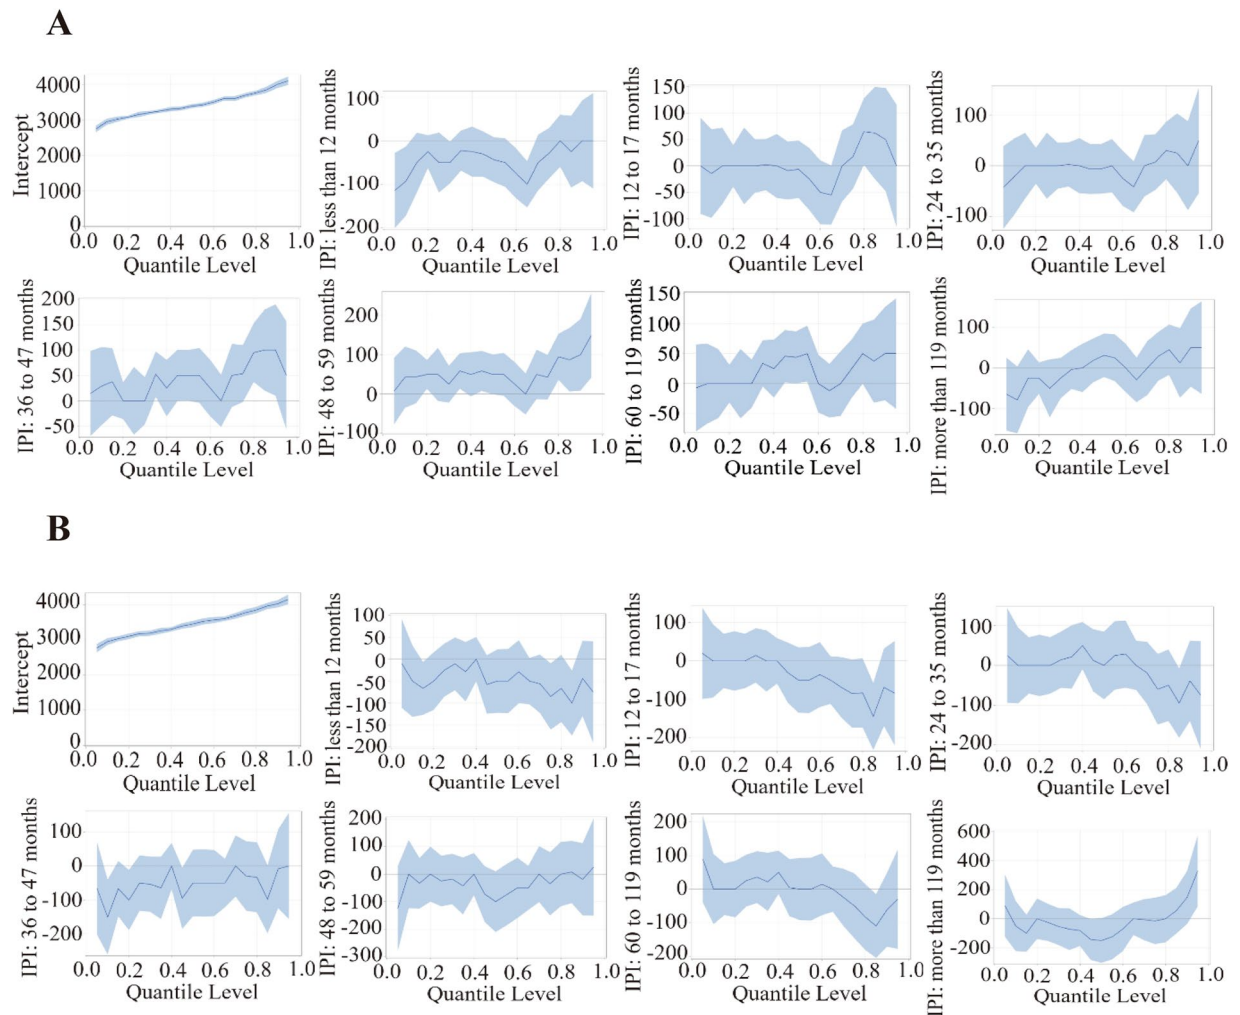 A
Intercept
4000
3000
2000
1000
0
0.0 0.2 0.4 0.6 0.8 1.0
Quantile Level
IPI: less than 12 months
100
0
-100
-200
0.0 0.2 0.4 0.6 0.8 1.0
Quantile Level
IPI: 12 to 17 months
150
100
50
0
-50
-100
0.0 0.2 0.4 0.6 0.8 1.0
Quantile Level
IPI: 24 to 35 months
100
0
-100
0.0 0.2 0.4 0.6 0.8 1.0
Quantile Level
IPI: 36 to 47 months
200
150
100
50
0
-50
0.0 0.2 0.4 0.6 0.8 1.0
Quantile Level
IPI: 48 to 59 months
200
100
0
-100
0.0 0.2 0.4 0.6 0.8 1.0
Quantile Level
IPI: 60 to 119 months
150
100
50
0
-50
0.0 0.2 0.4 0.6 0.8 1.0
Quantile Level
IPI: more than 119 months
100
0
-100
0.0 0.2 0.4 0.6 0.8 1.0
Quantile Level
B
Intercept
4000
3000
2000
1000
0
0.0 0.2 0.4 0.6 0.8 1.0
Quantile Level
IPI: less than 12 months
100
50
0
-50
-100
-150
-200
0.0 0.2 0.4 0.6 0.8 1.0
Quantile Level
IPI: 12 to 17 months
100
0
-100
-200
0.0 0.2 0.4 0.6 0.8 1.0
Quantile Level
IPI: 24 to 35 months
100
0
-100
-200
0.0 0.2 0.4 0.6 0.8 1.0
Quantile Level
IPI: 36 to 47 months
100
0
-100
-200
0.0 0.2 0.4 0.6 0.8 1.0
Quantile Level
IPI: 48 to 59 months
200
100
0
-100
-200
-300
0.0 0.2 0.4 0.6 0.8 1.0
Quantile Level
IPI: 60 to 119 months
200
100
0
-100
-200
0.0 0.2 0.4 0.6 0.8 1.0
Quantile Level
IPI: more than 119 months
600
400
200
0
-200
0.0 0.2 0.4 0.6 0.8 1.0
Quantile Level